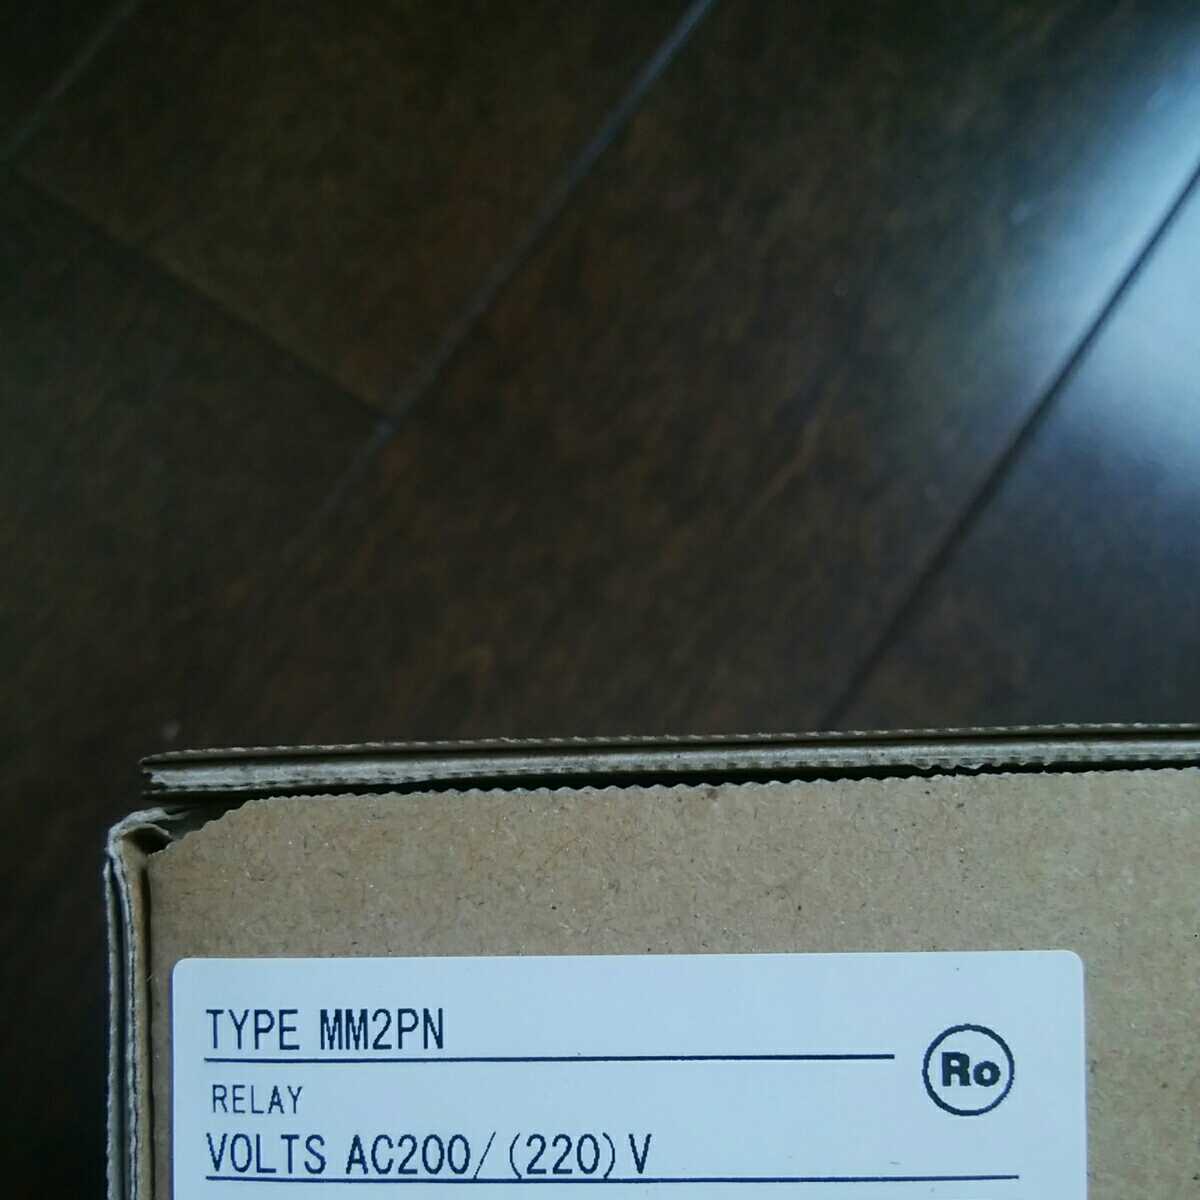 TYPE MM2PN
Ro
RELAY
VOLTS AC200/(220)V